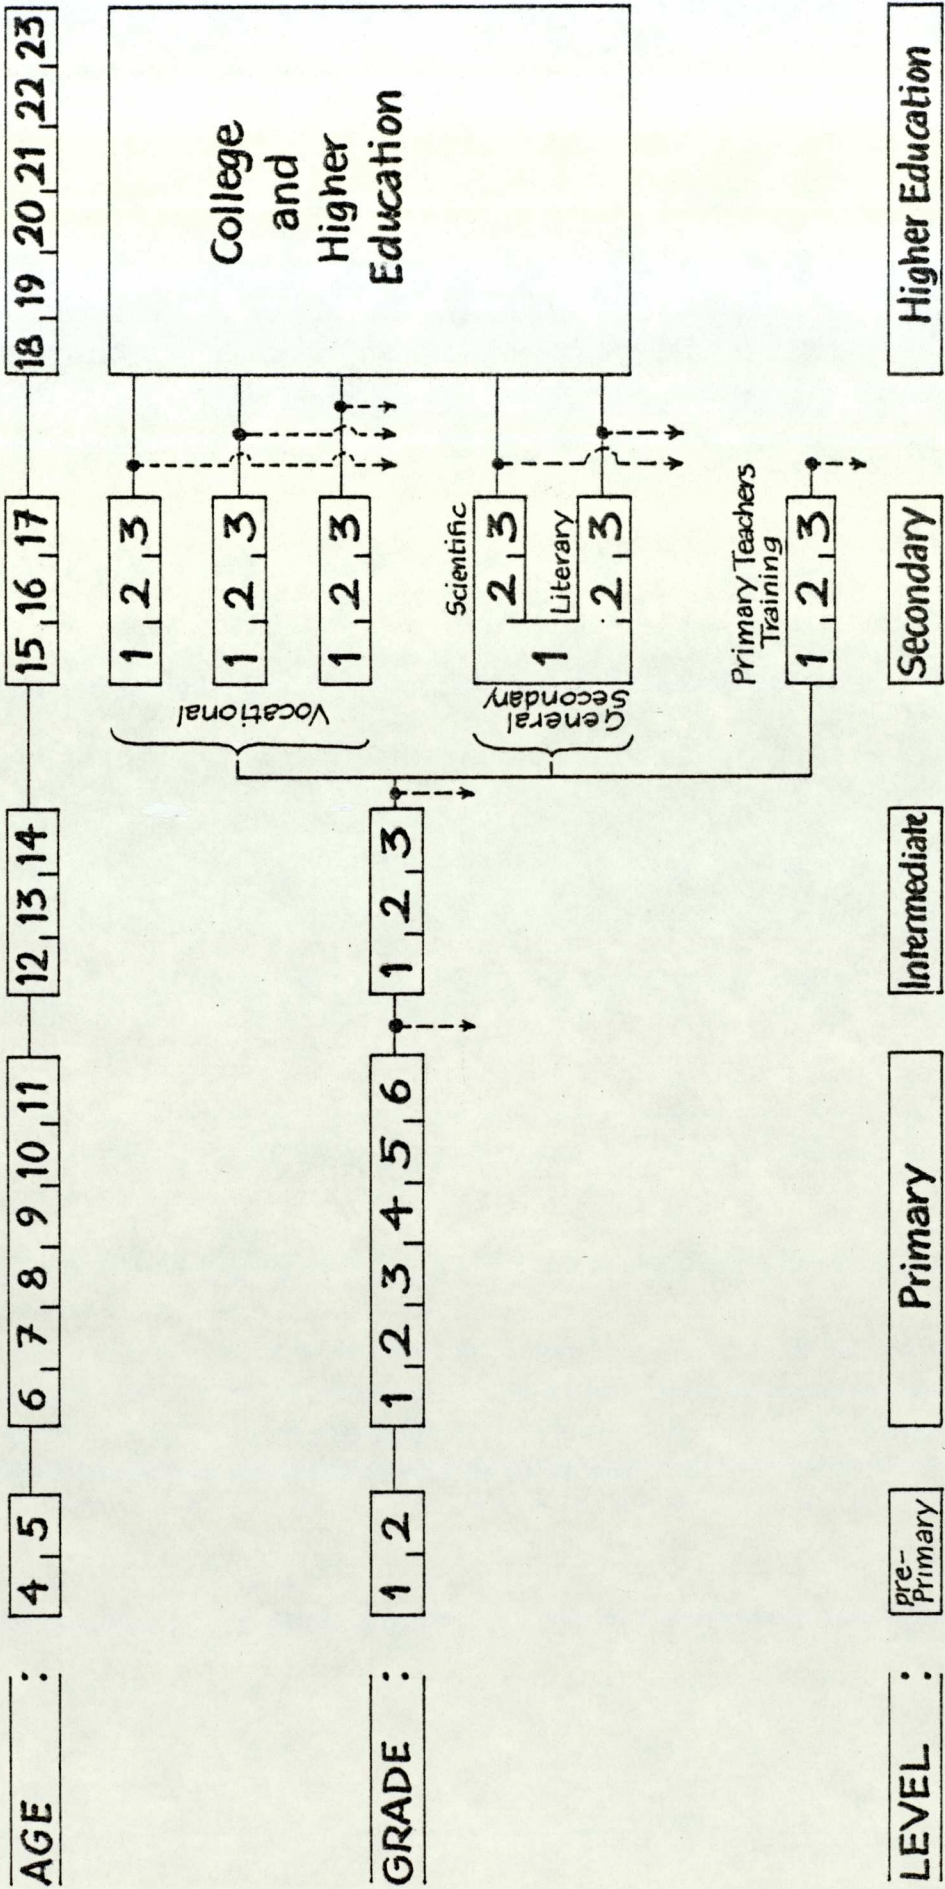 AGE :
4 5
6 7 8 9 10 11
12 13 14
15 16 17
18 19 20 21 22 23
GRADE :
1 2
1 2 3 4 5 6
1 2 3
Vocational
1 2 3
1 2 3
1 2 3
General
Secondary
1
Scientific
2 3
Literary
2 3
Primary Teachers
Training
1 2 3
College
and
Higher
Education
LEVEL :
pre-
Primary
Primary
Intermediate
Secondary
Higher Education